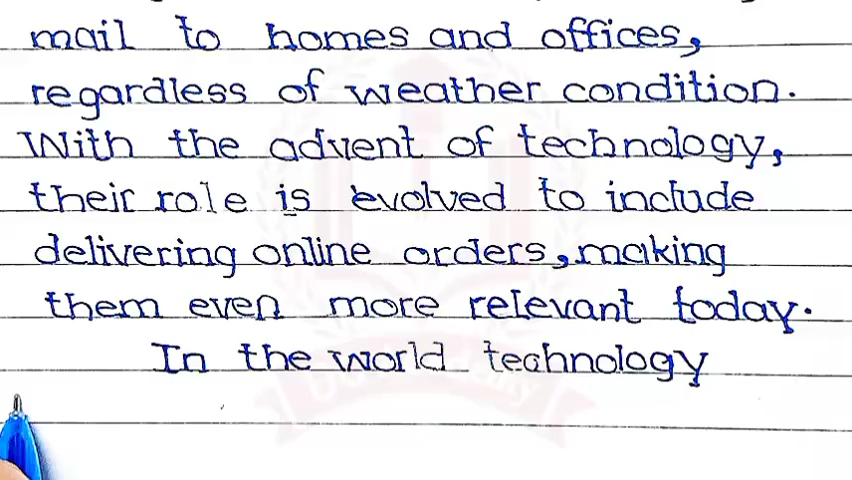 mail to homes and offices,
regardless of weather condition.
With the advent of technology,
their role is evolved to include
delivering online orders, making
them even more relevant today.
In the world technology